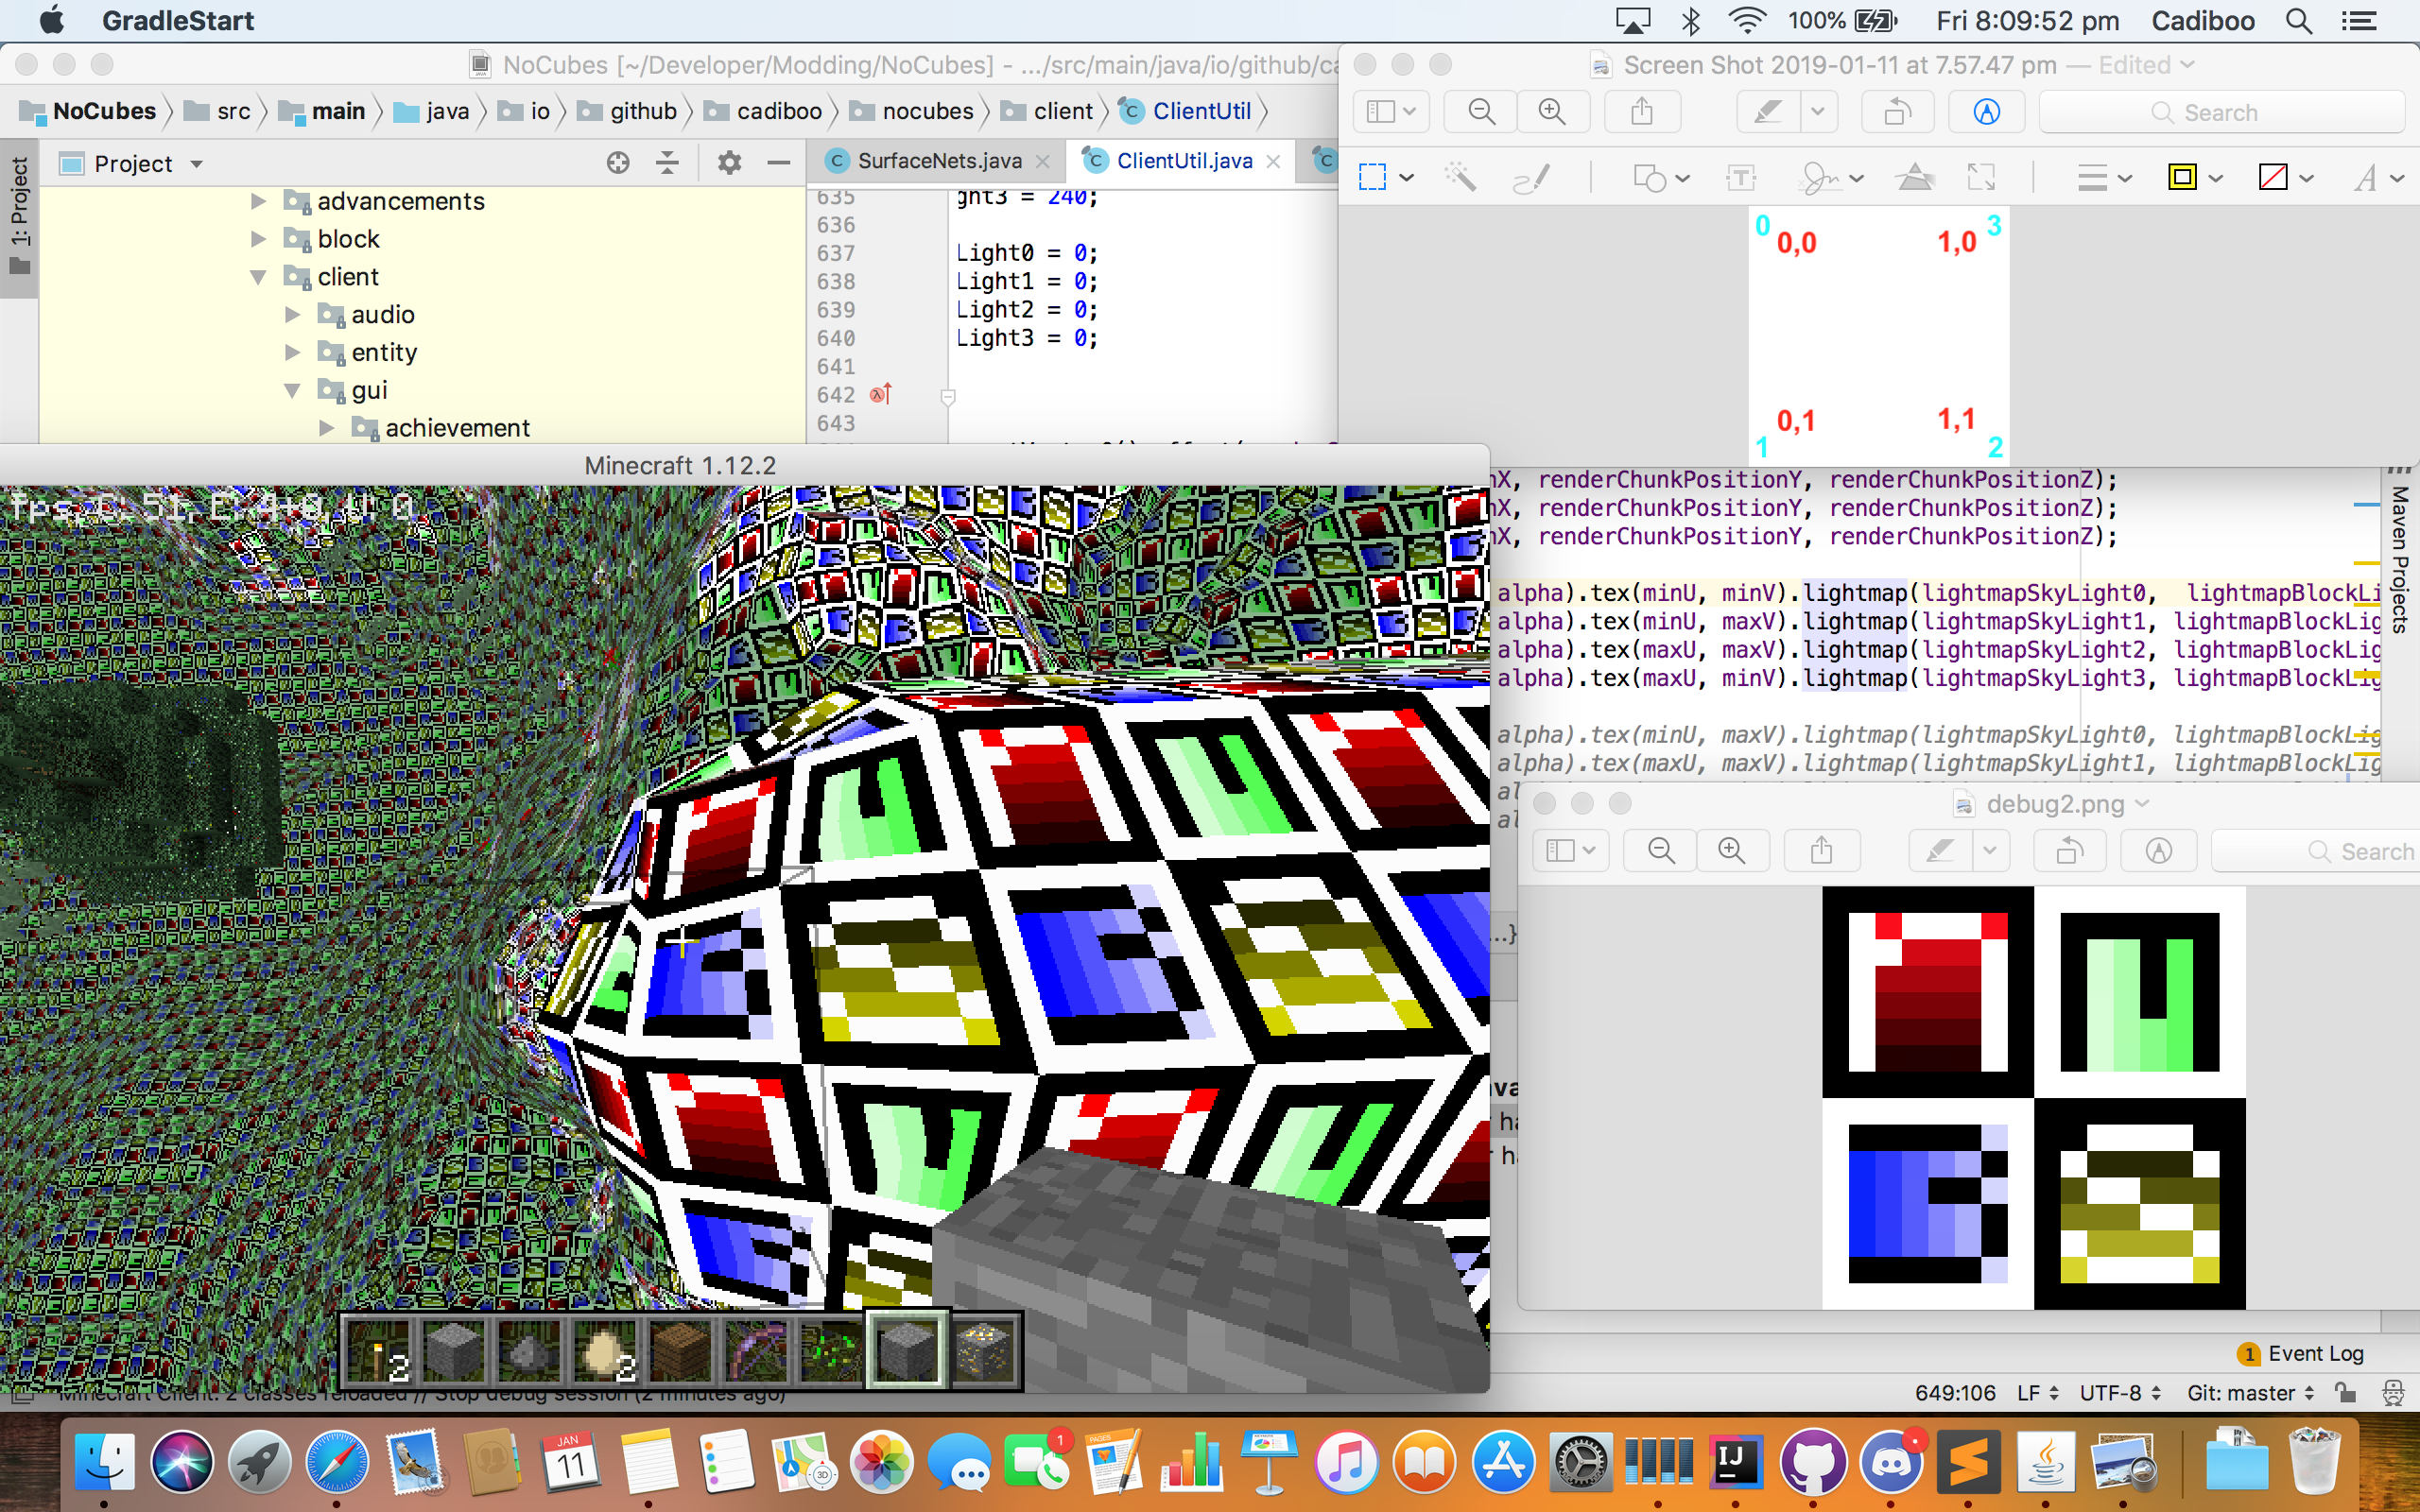 GradleStart
100%
Fri 8:09:52 pm
Cadiboo
NoCubes [~/Developer/Modding/NoCubes] - .../src/main/java/io/github/ca
NoCubes
src
main
java
io
github
cadiboo
nocubes
client
ClientUtil
1: Project
Project
SurfaceNets.java
ClientUtil.java
advancements
block
client
audio
entity
gui
achievement
635 ght3 = 240;
636
637 Light0 = 0;
638 Light1 = 0;
639 Light2 = 0;
640 Light3 = 0;
641
642
643
Screen Shot 2019-01-11 at 7.57.47 pm — Edited
Search
0 3
0,0 1,0
0,1 1,1
1 2
Minecraft 1.12.2
X, renderChunkPositionY, renderChunkPositionZ);
X, renderChunkPositionY, renderChunkPositionZ);
X, renderChunkPositionY, renderChunkPositionZ);
alpha).tex(minU, minV).lightmap(lightmapSkyLight0, lightmapBlockLi
alpha).tex(minU, maxV).lightmap(lightmapSkyLight1, lightmapBlockLig
alpha).tex(maxU, maxV).lightmap(lightmapSkyLight2, lightmapBlockLig
alpha).tex(maxU, minV).lightmap(lightmapSkyLight3, lightmapBlockLig
alpha).tex(minU, maxV).lightmap(lightmapSkyLight0, lightmapBlockLig
alpha).tex(maxU, maxV).lightmap(lightmapSkyLight1, lightmapBlockLig
Maven Projects
debug2.png
Search
2
2
1 Event Log
Minecraft Client: 2 classes reloaded // Stop debug session (2 minutes ago)
649:106
LF
UTF-8
Git: master
JAN
11
3D
1
PAGES
IJ